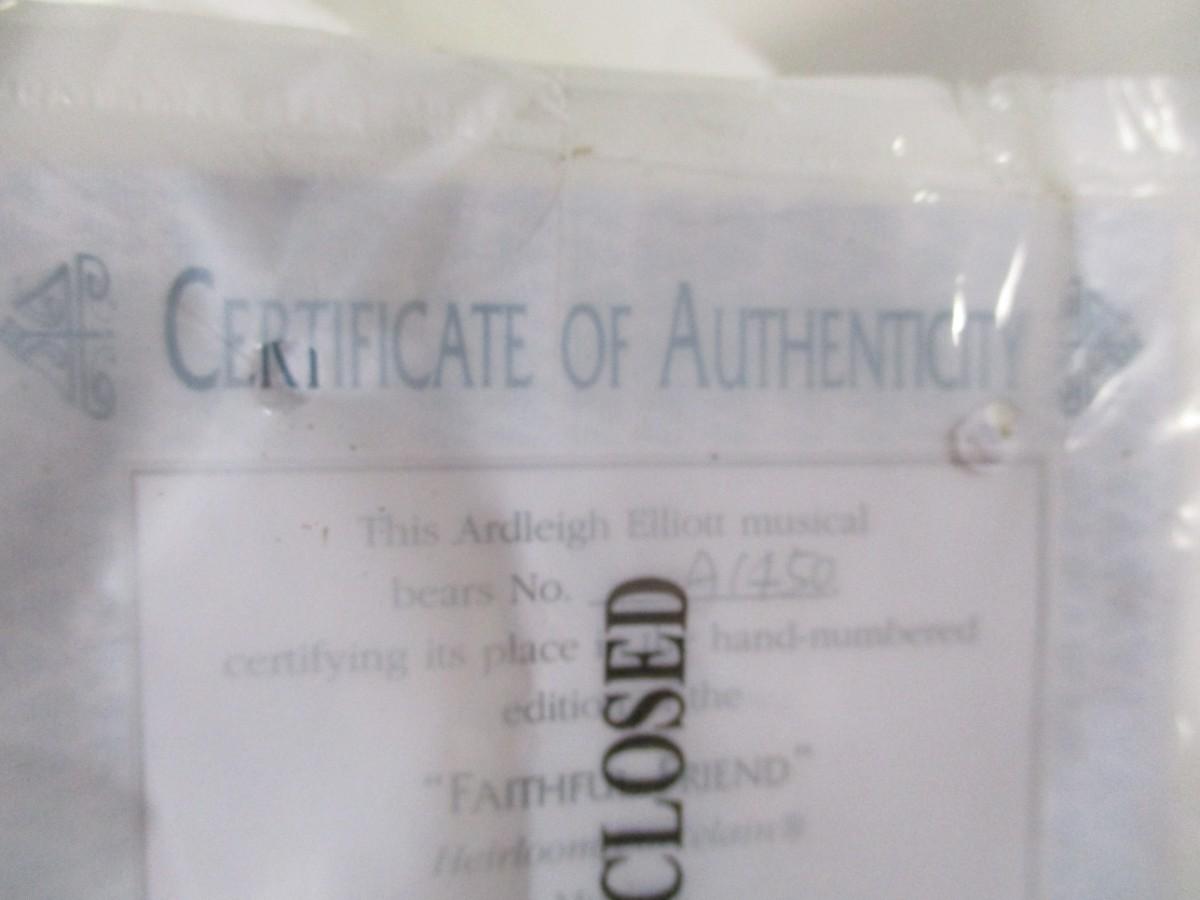 CERTIFICATE OF AUTHENTICITY
This Ardleigh Elliott musical
bears No. A1450
certifying its place in the hand-numbered
edition the
"FAITHFUL FRIEND"
Heirloom
CLOSED